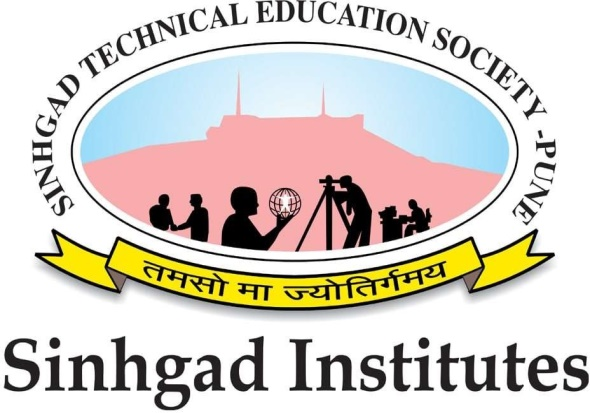 SINHGAD TECHNICAL EDUCATION SOCIETY - PUNE
तमसो मा ज्योतिर्गमय
Sinhgad Institutes